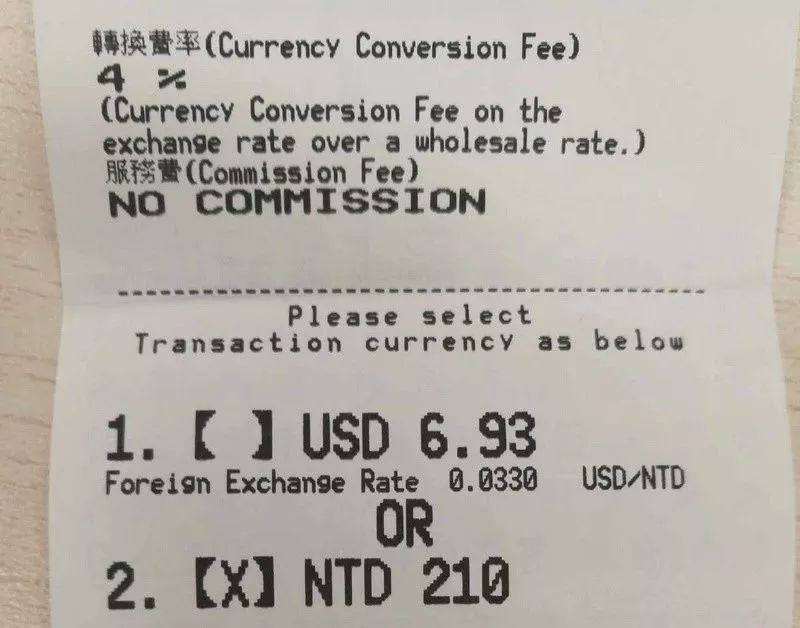 轉換費率(Currency Conversion Fee)
4 %
(Currency Conversion Fee on the
exchange rate over a wholesale rate.)
服務費(Commission Fee)
NO COMMISSION
Please select
Transaction currency as below
1.【 】USD 6.93
Foreign Exchange Rate 0.0330 USD/NTD
OR
2.【X】NTD 210